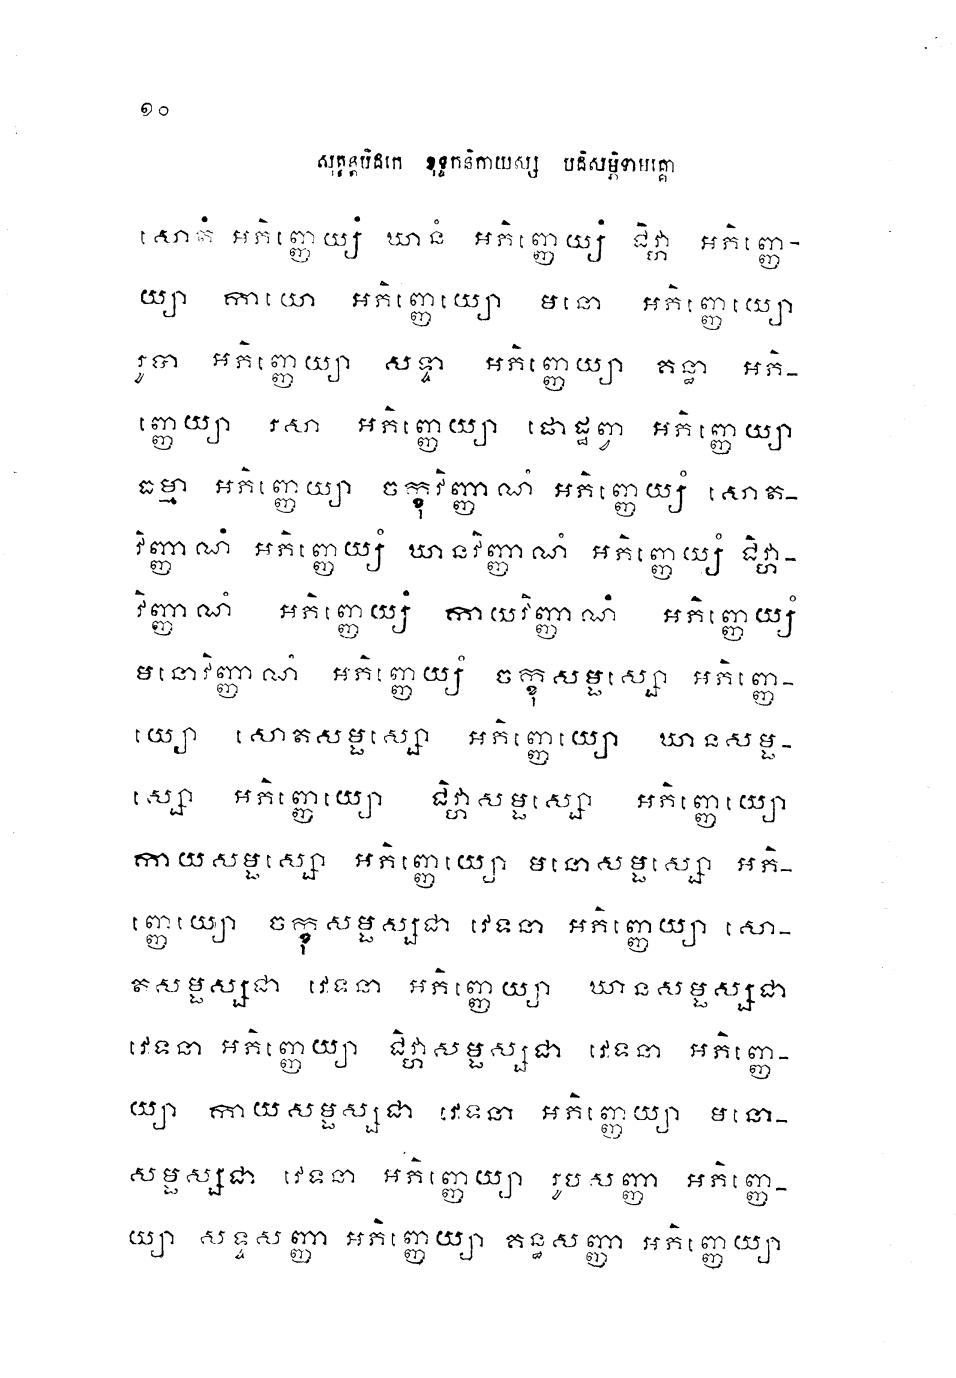 ១០
សុត្តន្តបិដកេ ខុទ្ទកនិកាយស្ស បដិសម្ភិទាមគ្គោ
សោតំ អភិញ្ញេយ្យំ ឃានំ អភិញ្ញេយ្យំ ជិវ្ហា អភិញ្ញេ-
យ្យា កាយោ អភិញ្ញេយ្យោ មនោ អភិញ្ញេយ្យោ
រូបា អភិញ្ញេយ្យា សទ្ទា អភិញ្ញេយ្យា គន្ធា អភិ-
ញ្ញេយ្យា រសា អភិញ្ញេយ្យា ផោដ្ឋព្វា អភិញ្ញេយ្យា
ធម្មា អភិញ្ញេយ្យា ចក្ខុវិញ្ញាណំ អភិញ្ញេយ្យំ សោត-
វិញ្ញាណំ អភិញ្ញេយ្យំ ឃានវិញ្ញាណំ អភិញ្ញេយ្យំ ជិវ្ហា-
វិញ្ញាណំ អភិញ្ញេយ្យំ កាយវិញ្ញាណំ អភិញ្ញេយ្យំ
មនោវិញ្ញាណំ អភិញ្ញេយ្យំ ចក្ខុសម្ផស្សោ អភិញ្ញេ-
យ្យោ សោតសម្ផស្សោ អភិញ្ញេយ្យោ ឃានសម្ផ-
ស្សោ អភិញ្ញេយ្យោ ជិវ្ហាសម្ផស្សោ អភិញ្ញេយ្យោ
កាយសម្ផស្សោ អភិញ្ញេយ្យោ មនោសម្ផស្សោ អភិ-
ញ្ញេយ្យោ ចក្ខុសម្ផស្សជា វេទនា អភិញ្ញេយ្យា សោ-
តសម្ផស្សជា វេទនា អភិញ្ញេយ្យា ឃានសម្ផស្សជា
វេទនា អភិញ្ញេយ្យា ជិវ្ហាសម្ផស្សជា វេទនា អភិញ្ញេ-
យ្យា កាយសម្ផស្សជា វេទនា អភិញ្ញេយ្យា មនោ-
សម្ផស្សជា វេទនា អភិញ្ញេយ្យា រូបសញ្ញា អភិញ្ញេ-
យ្យា សទ្ទសញ្ញា អភិញ្ញេយ្យា គន្ធសញ្ញា អភិញ្ញេយ្យា